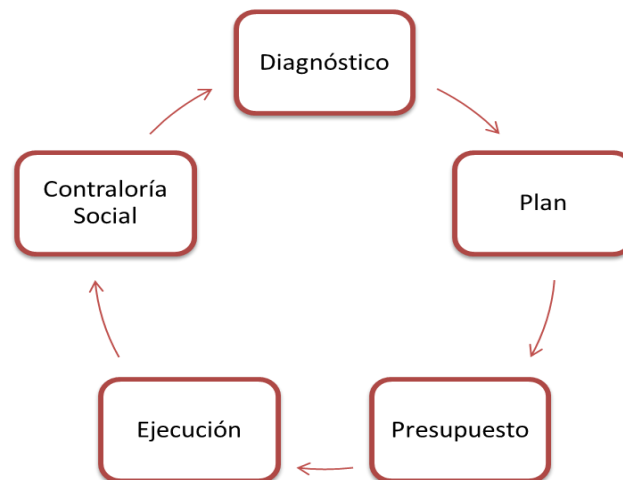 Diagnóstico
Plan
Presupuesto
Ejecución
Contraloría
Social